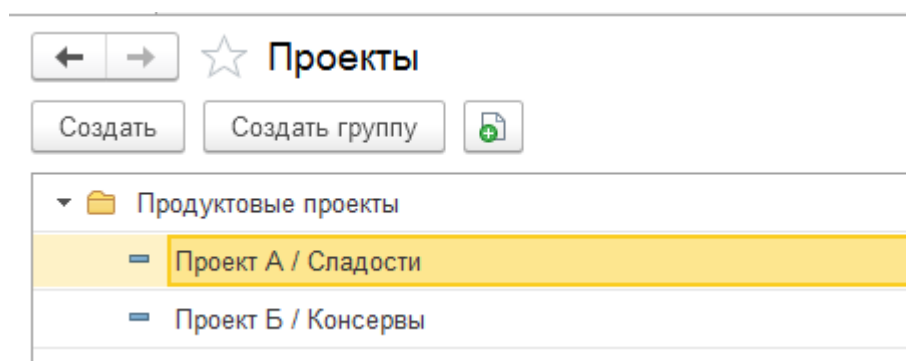 Проекты
Создать Создать группу
Продуктовые проекты
Проект А / Сладости
Проект Б / Консервы